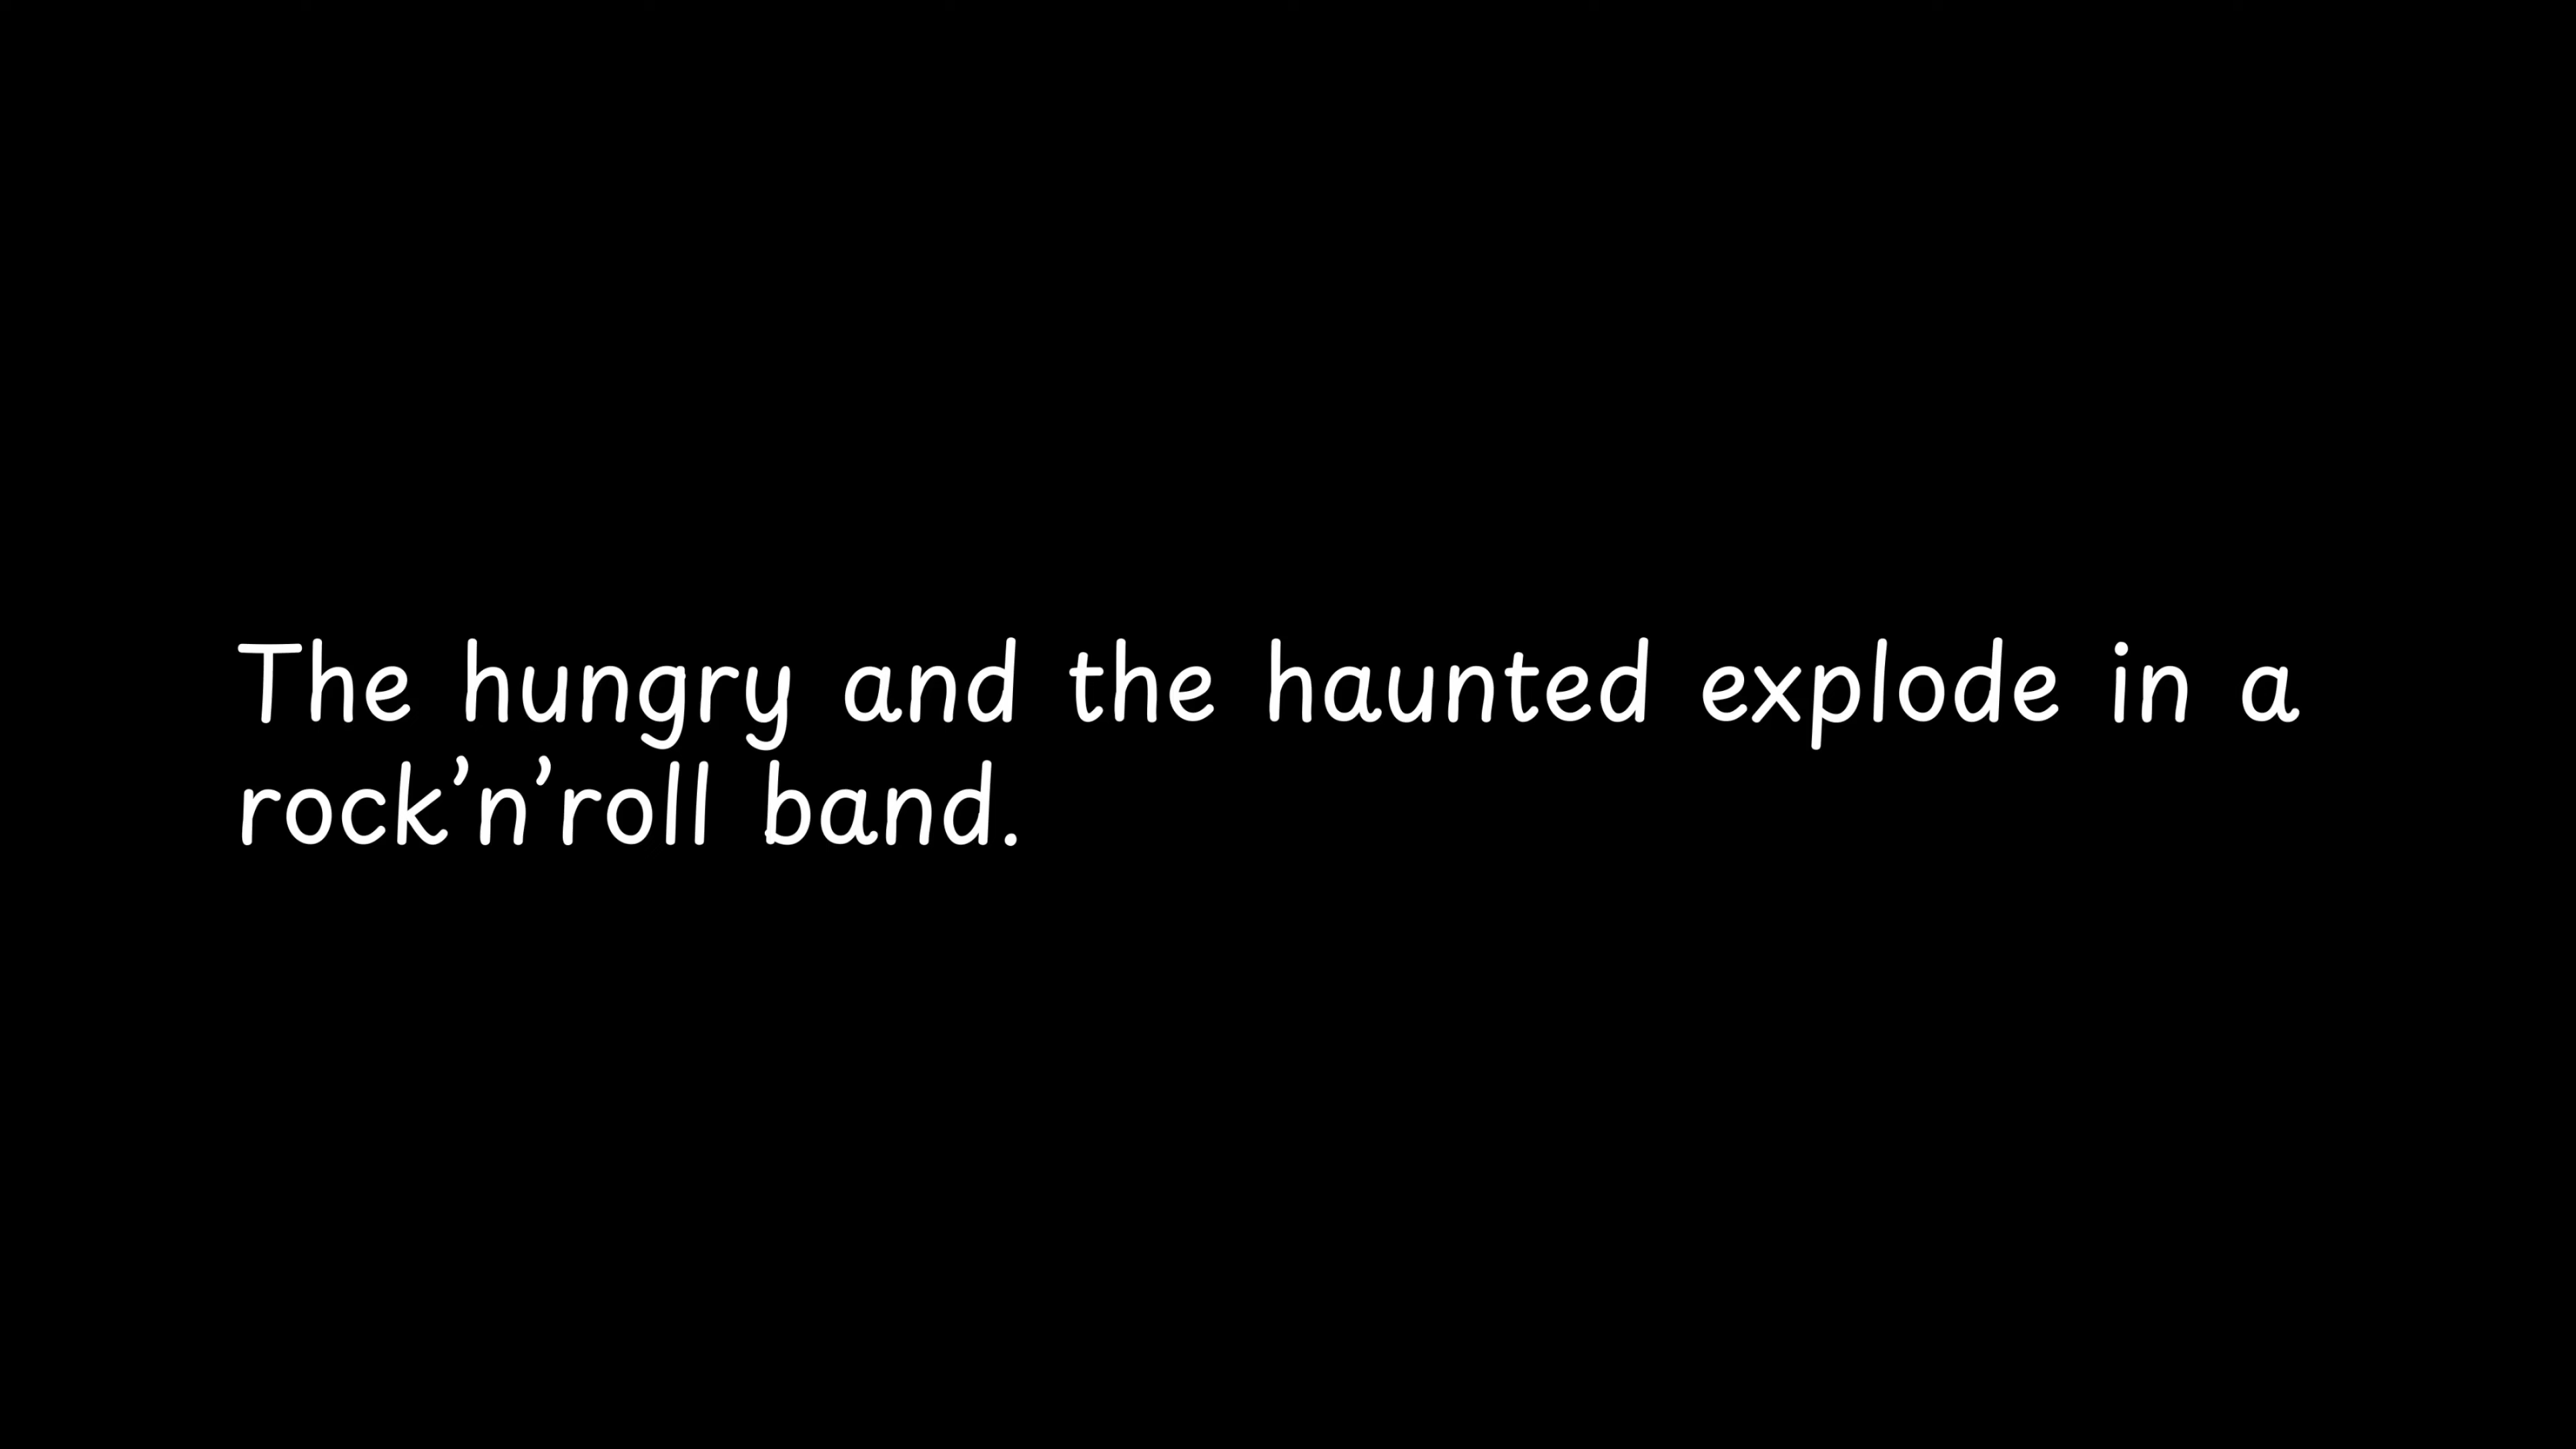 The hungry and the haunted explode in a
rock’n’roll band.